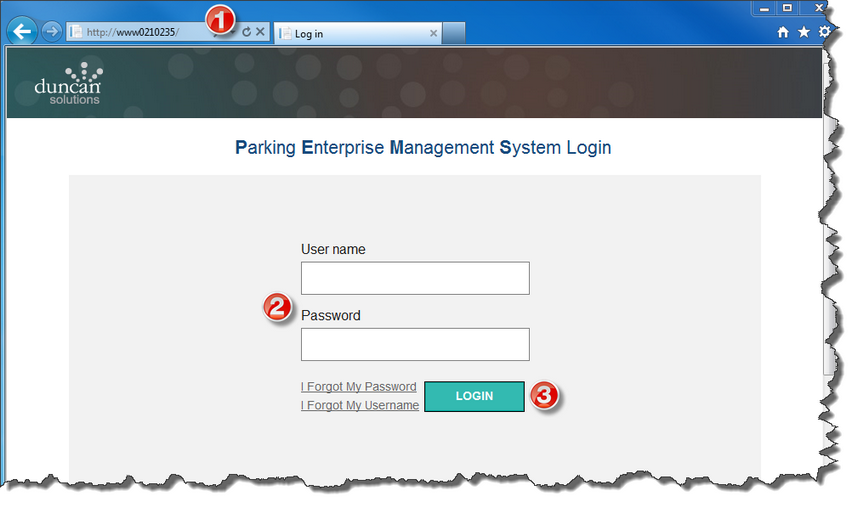 1
http://www0210235/
Log in
duncan
solutions
Parking Enterprise Management System Login
User name
2
Password
I Forgot My Password
LOGIN
3
I Forgot My Username